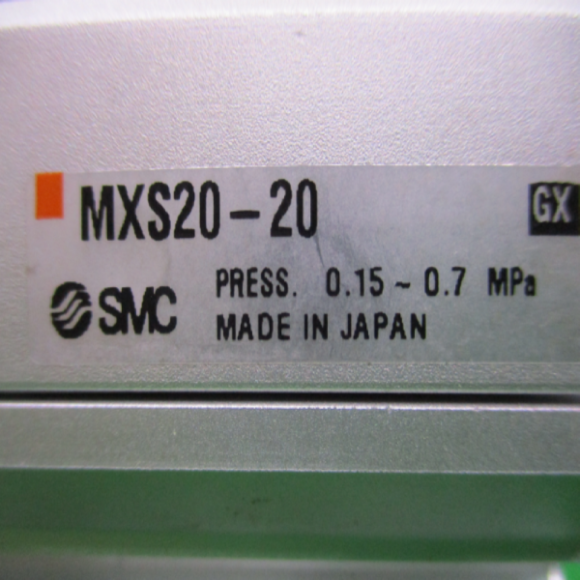 MXS20-20 GX
SMC PRESS. 0.15~0.7 MPa
MADE IN JAPAN